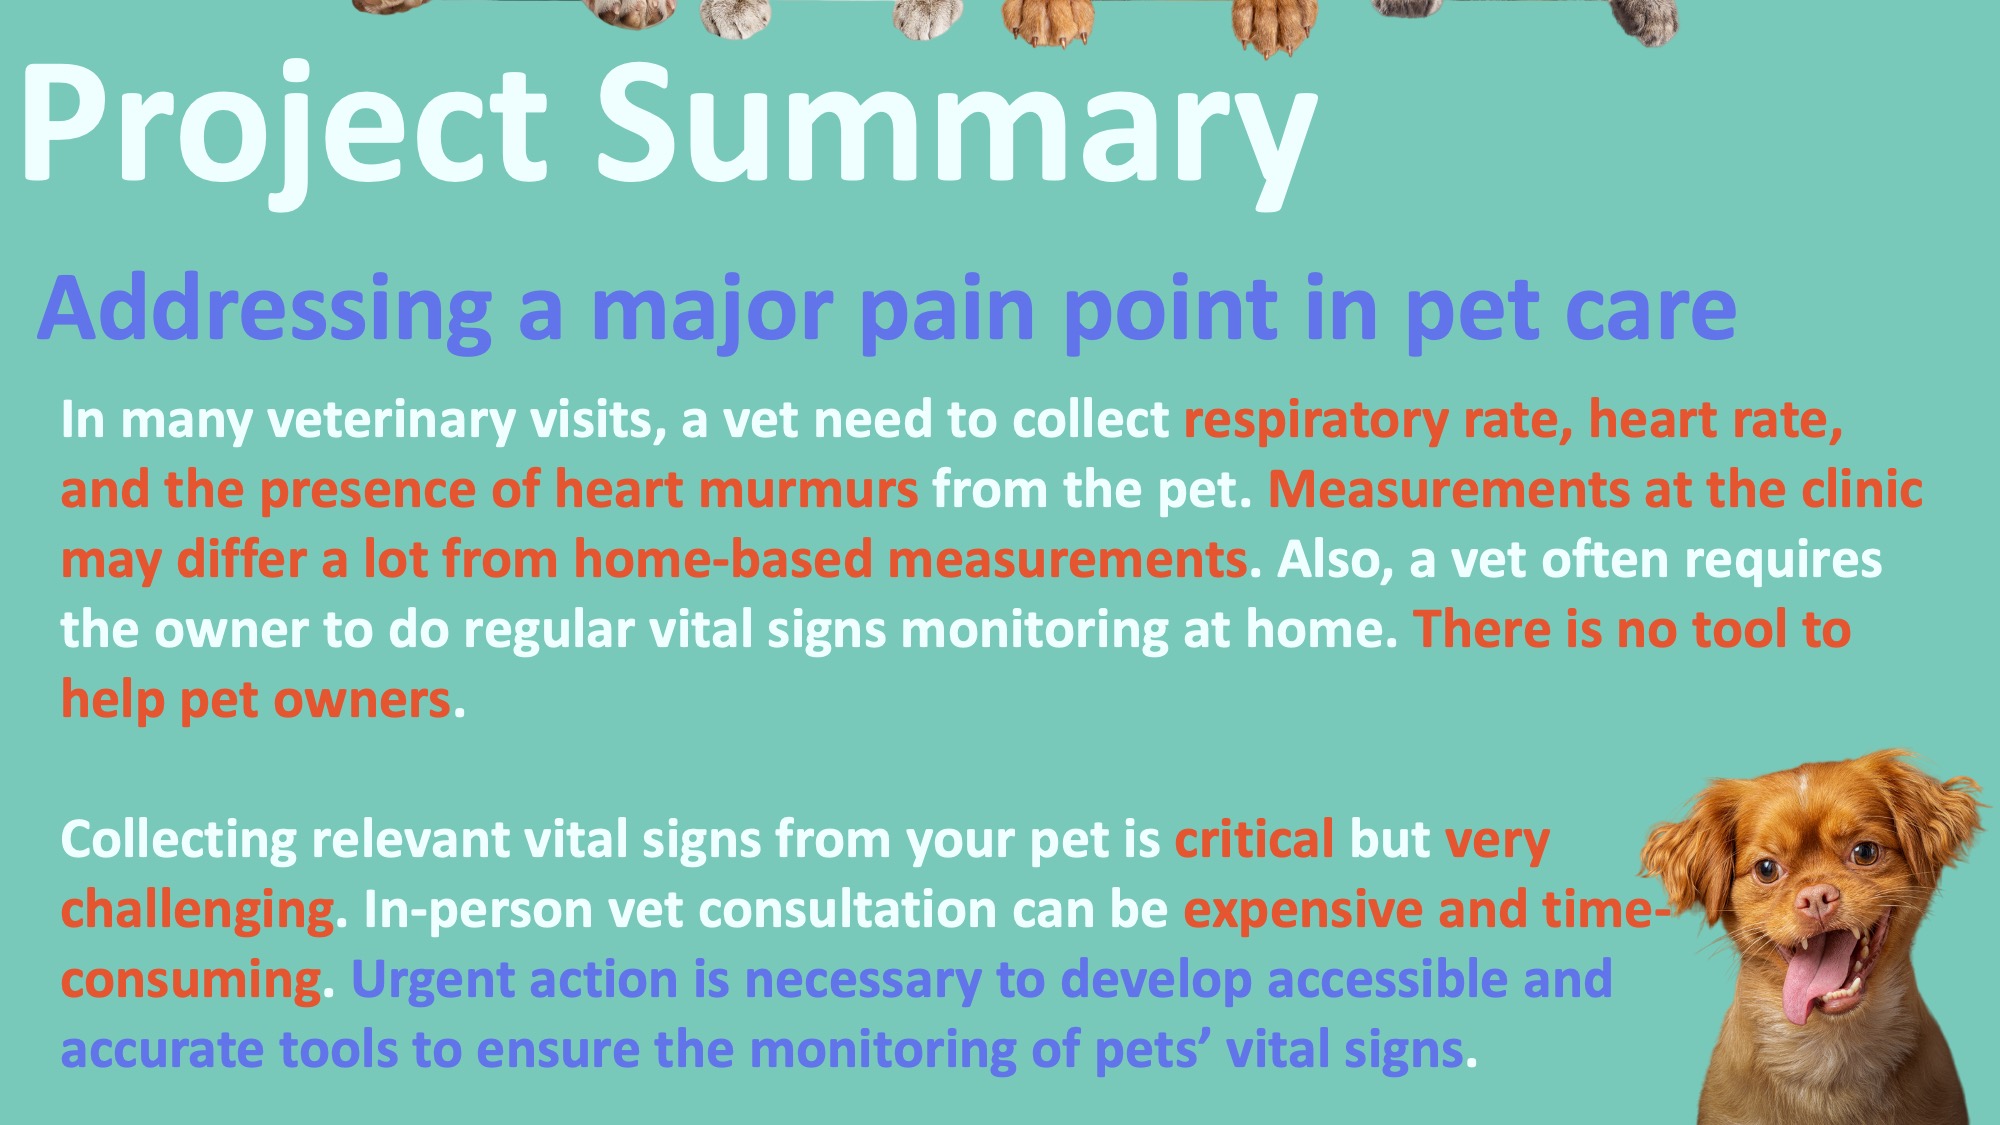 Project Summary
Addressing a major pain point in pet care
In many veterinary visits, a vet need to collect respiratory rate, heart rate,
and the presence of heart murmurs from the pet. Measurements at the clinic
may differ a lot from home-based measurements. Also, a vet often requires
the owner to do regular vital signs monitoring at home. There is no tool to
help pet owners.
Collecting relevant vital signs from your pet is critical but very
challenging. In-person vet consultation can be expensive and time-
consuming. Urgent action is necessary to develop accessible and
accurate tools to ensure the monitoring of pets’ vital signs.